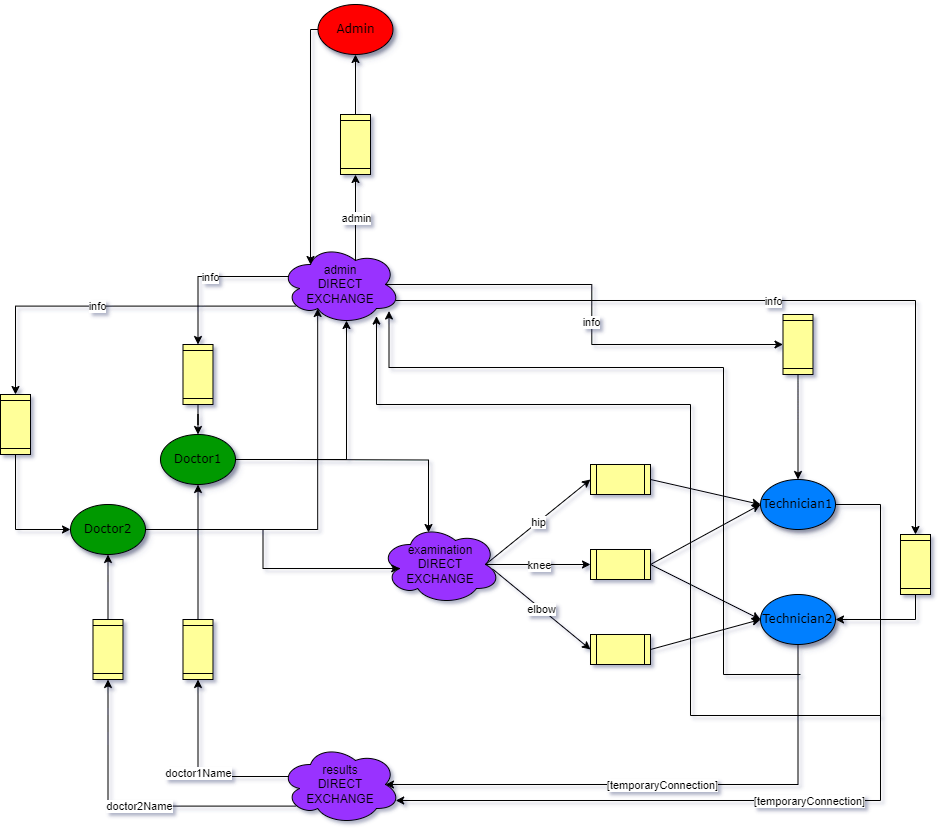 Admin
admin
admin
DIRECT
EXCHANGE
info
info
info
info
Doctor1
Doctor2
hip
knee
elbow
examination
DIRECT
EXCHANGE
Technician1
Technician2
results
DIRECT
EXCHANGE
doctor1Name
doctor2Name
[temporaryConnection]
[temporaryConnection]